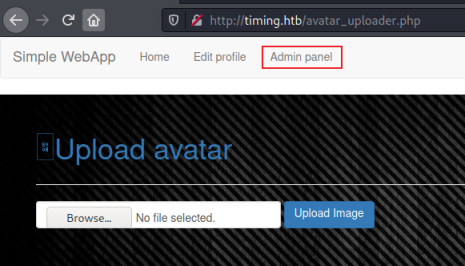 http://timing.htb/avatar_uploader.php
Simple WebApp Home Edit profile Admin panel
Upload avatar
Browse... No file selected. Upload Image